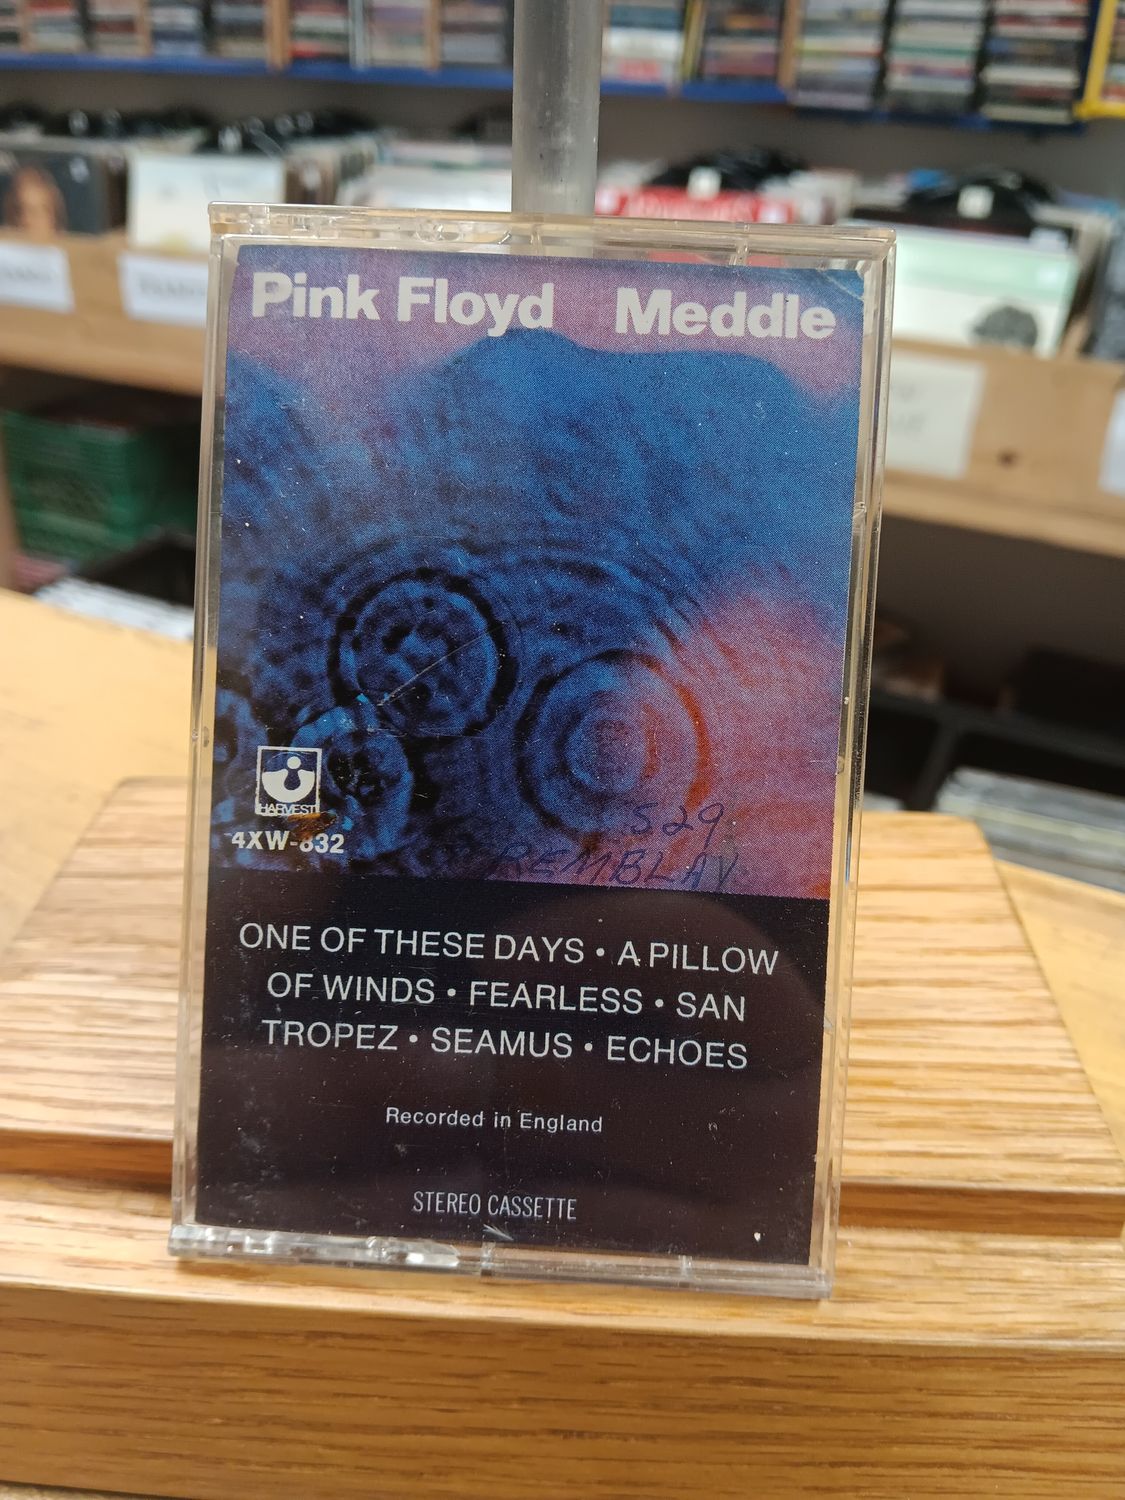 Pink Floyd Meddle
HARVEST
4XW-832
S29
REMBLAY
ONE OF THESE DAYS • A PILLOW
OF WINDS • FEARLESS • SAN
TROPEZ • SEAMUS • ECHOES
Recorded in England
STEREO CASSETTE